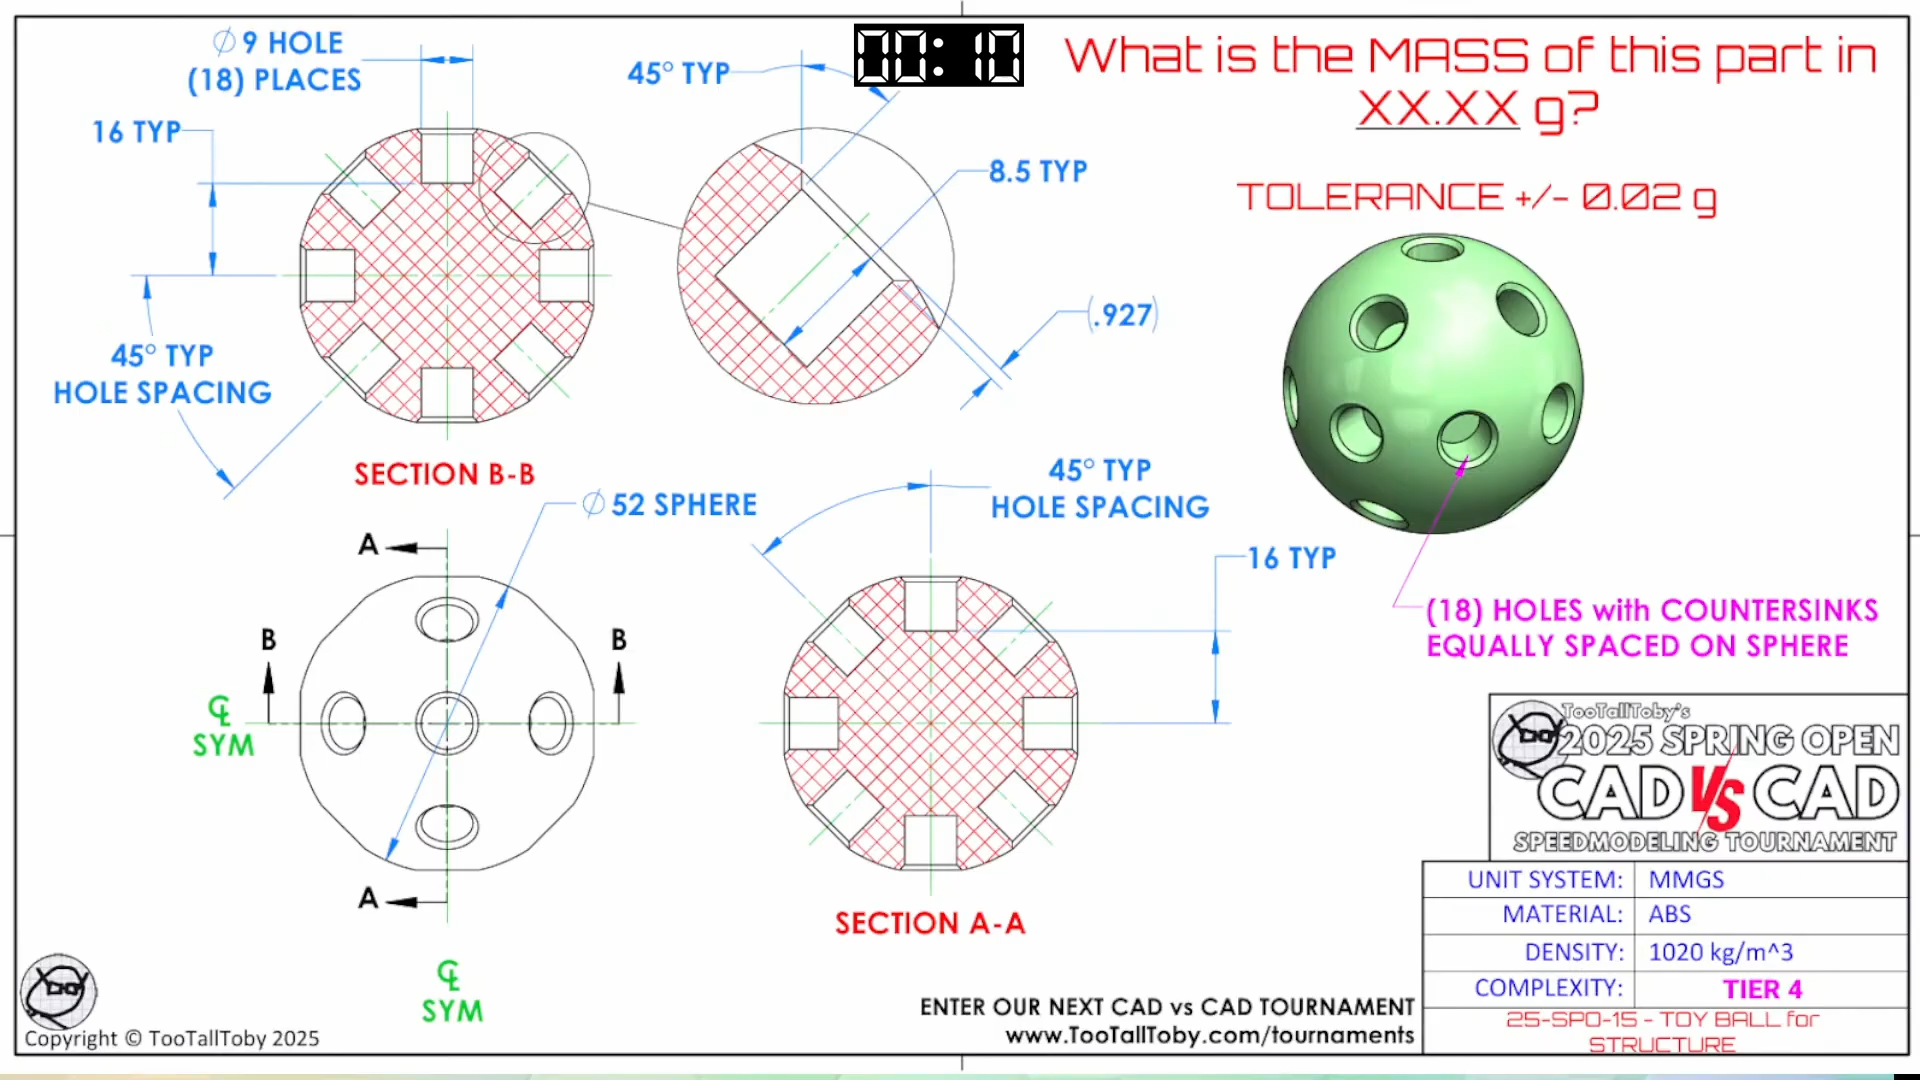 Ø 9 HOLE
(18) PLACES
16 TYP
45° TYP
HOLE SPACING
SECTION B-B
45° TYP
8.5 TYP
(.927)
00:10
What is the MASS of this part in
XX.XX g?
TOLERANCE +/- 0.02 g
(18) HOLES with COUNTERSINKS
EQUALLY SPACED ON SPHERE
Ø 52 SPHERE
A
B
B
℄
SYM
A
℄
SYM
45° TYP
HOLE SPACING
16 TYP
SECTION A-A
TooTallToby's
2025 SPRING OPEN
CAD VS CAD
SPEEDMODELING TOURNAMENT
UNIT SYSTEM: MMGS
MATERIAL: ABS
DENSITY: 1020 kg/m^3
COMPLEXITY: TIER 4
25-SPO-15 - TOY BALL for
STRUCTURE
ENTER OUR NEXT CAD vs CAD TOURNAMENT
www.TooTallToby.com/tournaments
Copyright © TooTallToby 2025